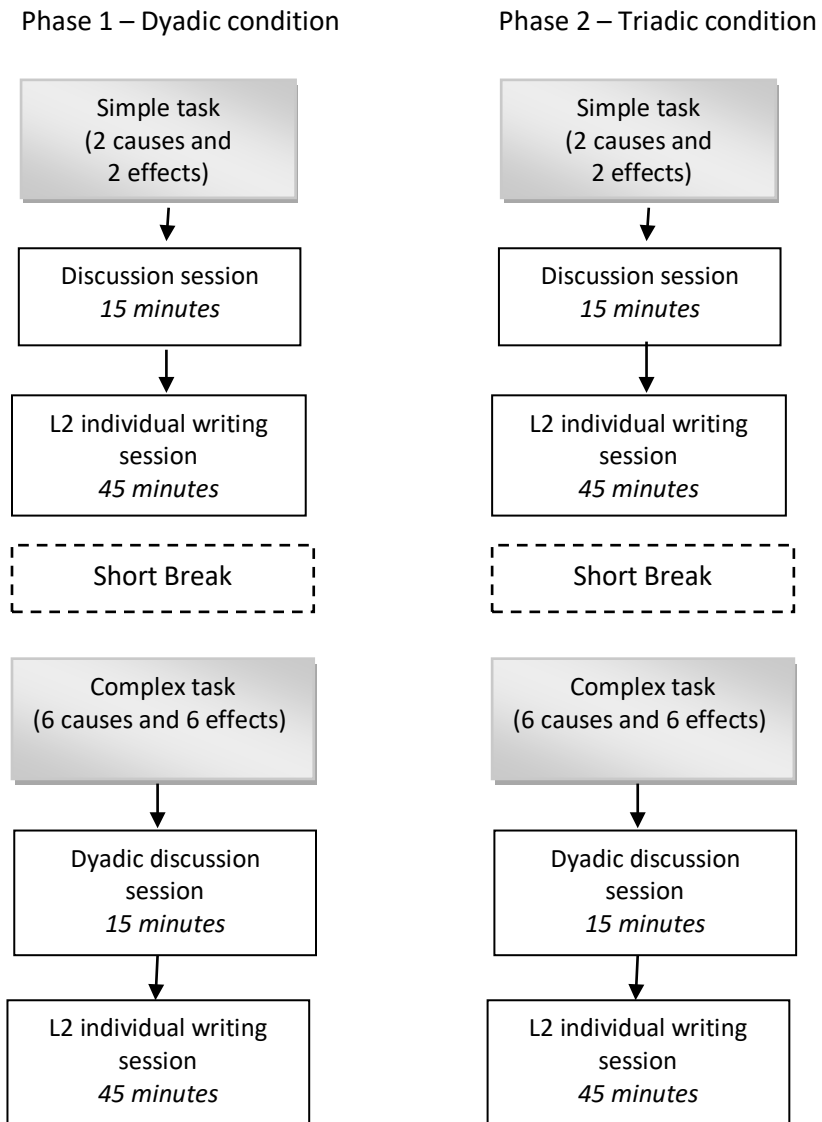 Phase 1 – Dyadic condition
Simple task
(2 causes and
2 effects)
Discussion session
15 minutes
L2 individual writing
session
45 minutes
Short Break
Complex task
(6 causes and 6 effects)
Dyadic discussion
session
15 minutes
L2 individual writing
session
45 minutes
Phase 2 – Triadic condition
Simple task
(2 causes and
2 effects)
Discussion session
15 minutes
L2 individual writing
session
45 minutes
Short Break
Complex task
(6 causes and 6 effects)
Dyadic discussion
session
15 minutes
L2 individual writing
session
45 minutes